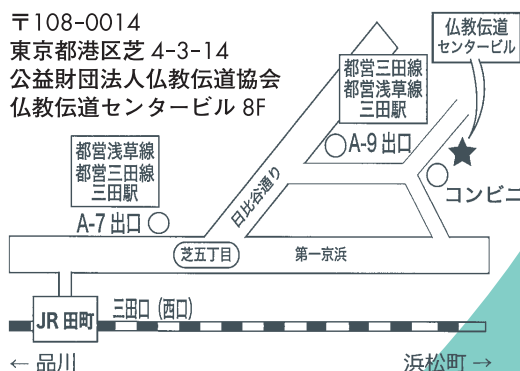 〒108-0014
東京都港区芝 4-3-14
公益財団法人仏教伝道協会
仏教伝道センタービル 8F
仏教伝道
センタービル
都営三田線
都営浅草線
三田駅
A-9 出口
コンビニ
都営浅草線
都営三田線
三田駅
A-7 出口
日比谷通り
芝五丁目
第一京浜
JR 田町
三田口（西口）
← 品川
浜松町 →